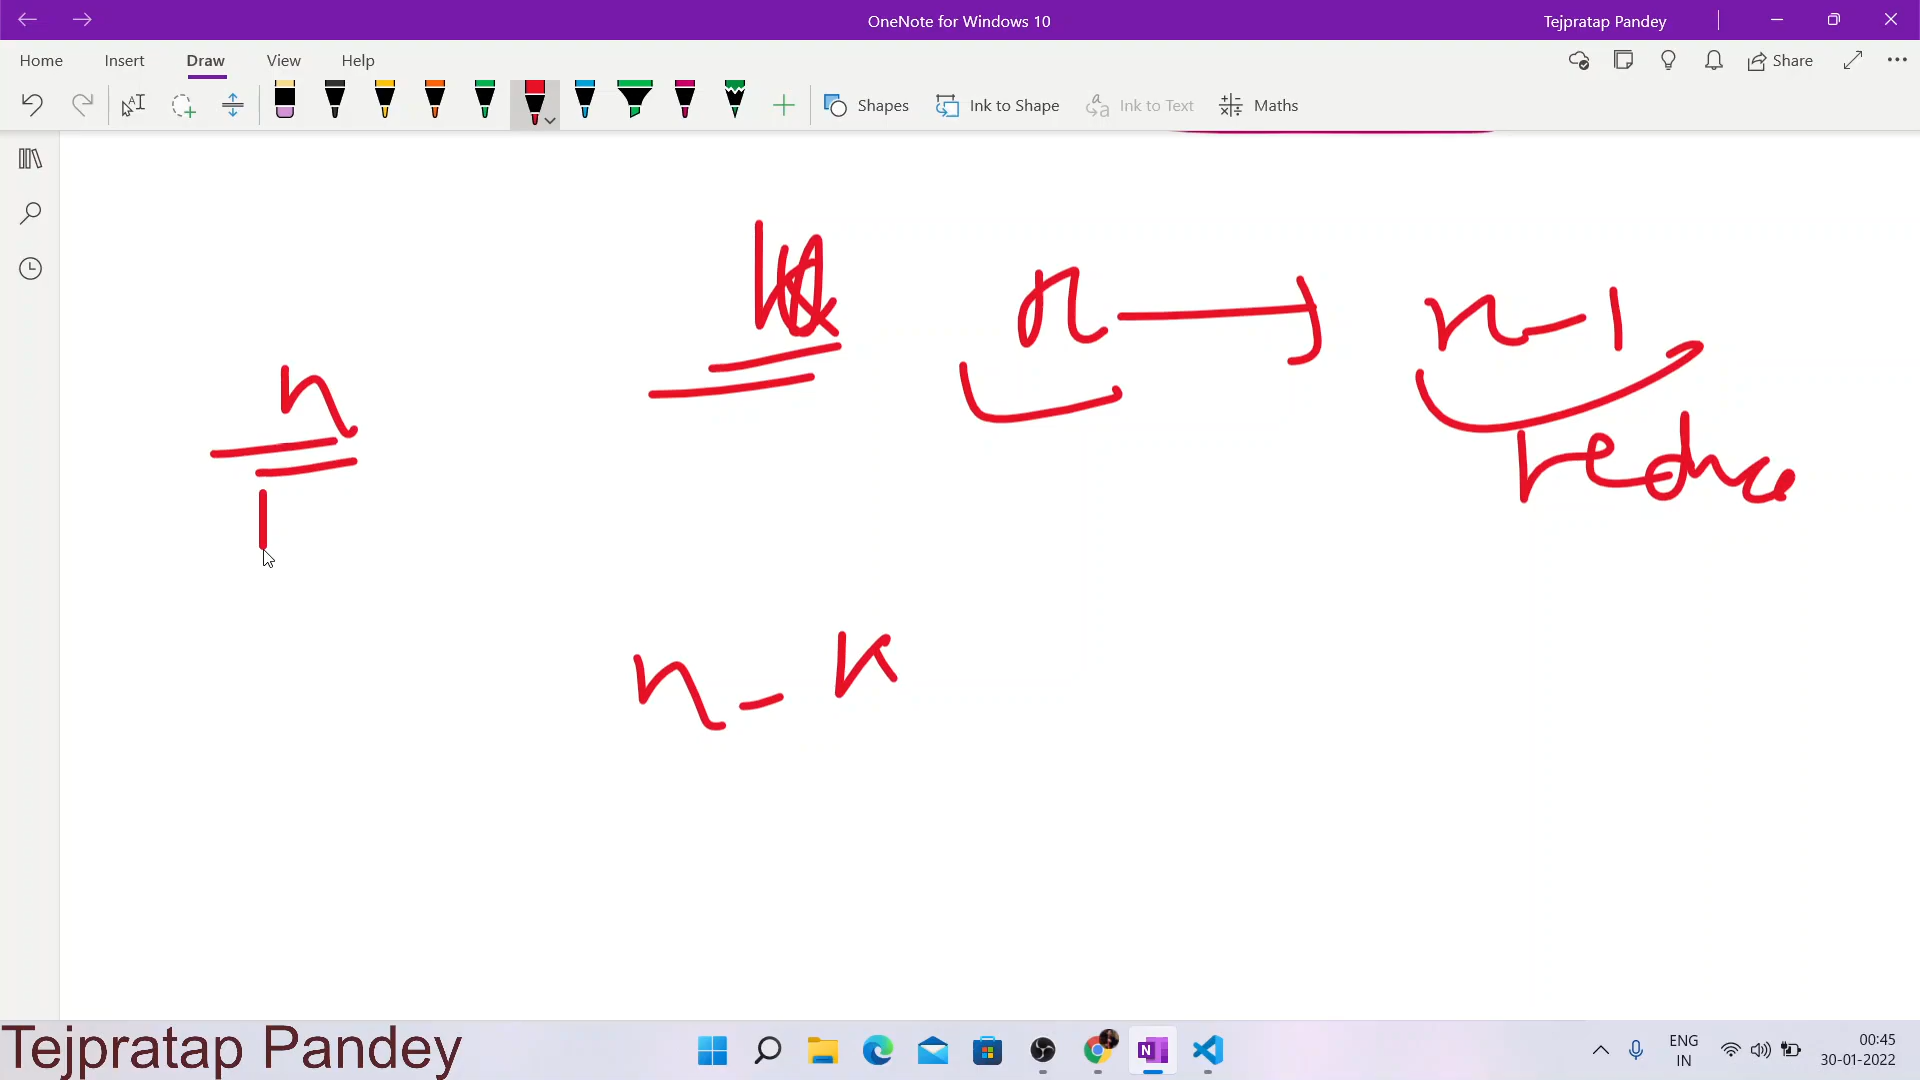 OneNote for Windows 10
Tejpratap Pandey
Home Insert Draw View Help
Share
Shapes Ink to Shape Ink to Text Maths
n → n-1
n
reduce
1
n - k
Tejpratap Pandey
ENG
IN
00:45
30-01-2022